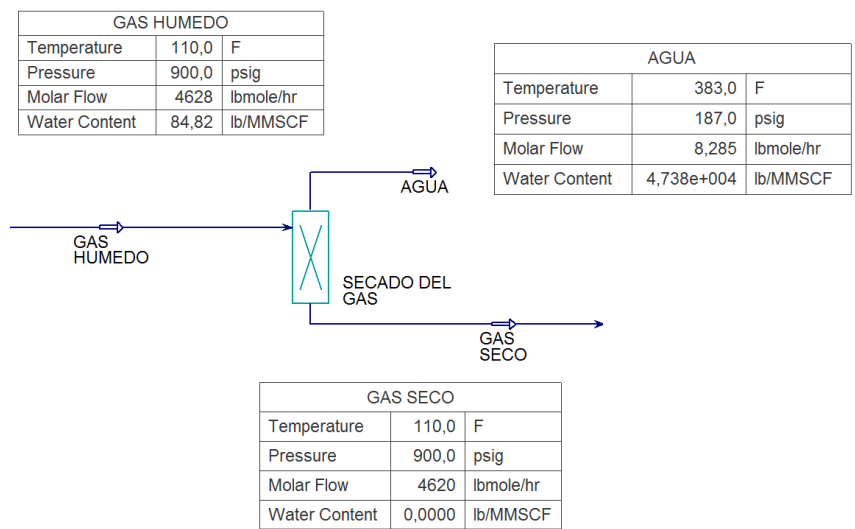 GAS HUMEDO
Temperature 110,0 F
Pressure 900,0 psig
Molar Flow 4628 lbmole/hr
Water Content 84,82 lb/MMSCF
AGUA
Temperature 383,0 F
Pressure 187,0 psig
Molar Flow 8,285 lbmole/hr
Water Content 4,738e+004 lb/MMSCF
AGUA
GAS
HUMEDO
SECADO DEL
GAS
GAS
SECO
GAS SECO
Temperature 110,0 F
Pressure 900,0 psig
Molar Flow 4620 lbmole/hr
Water Content 0,0000 lb/MMSCF